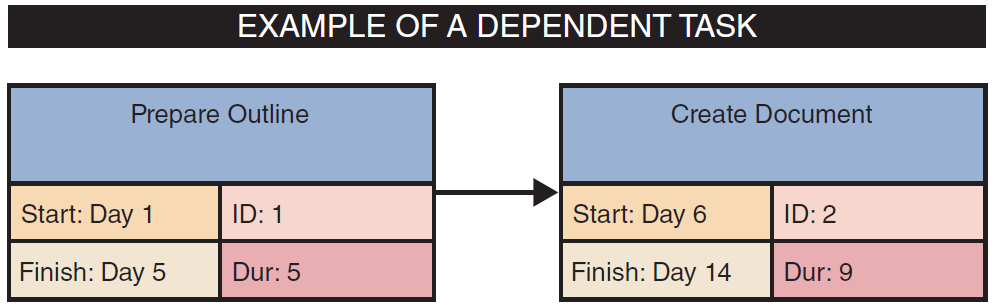 EXAMPLE OF A DEPENDENT TASK
Prepare Outline
Start: Day 1
ID: 1
Finish: Day 5
Dur: 5
Create Document
Start: Day 6
ID: 2
Finish: Day 14
Dur: 9